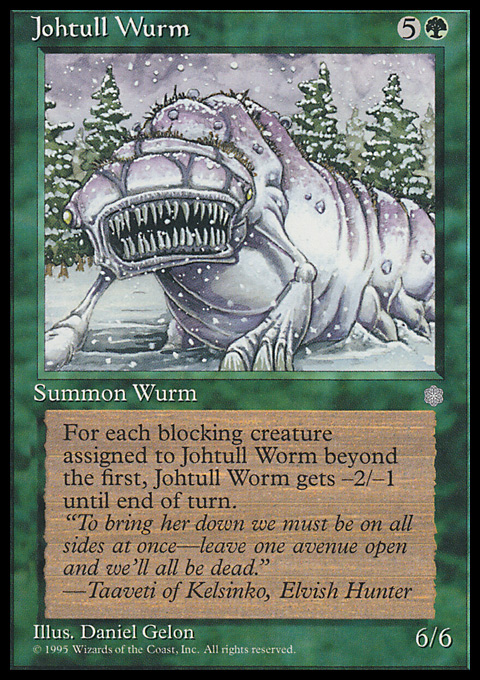 Johtull Wurm 5
Summon Wurm
For each blocking creature
assigned to Johtull Worm beyond
the first, Johtull Worm gets –2/–1
until end of turn.
“To bring her down we must be on all
sides at once—leave one avenue open
and we’ll all be dead.”
—Taaveti of Kelsinko, Elvish Hunter
Illus. Daniel Gelon
6/6
© 1995 Wizards of the Coast, Inc. All rights reserved.